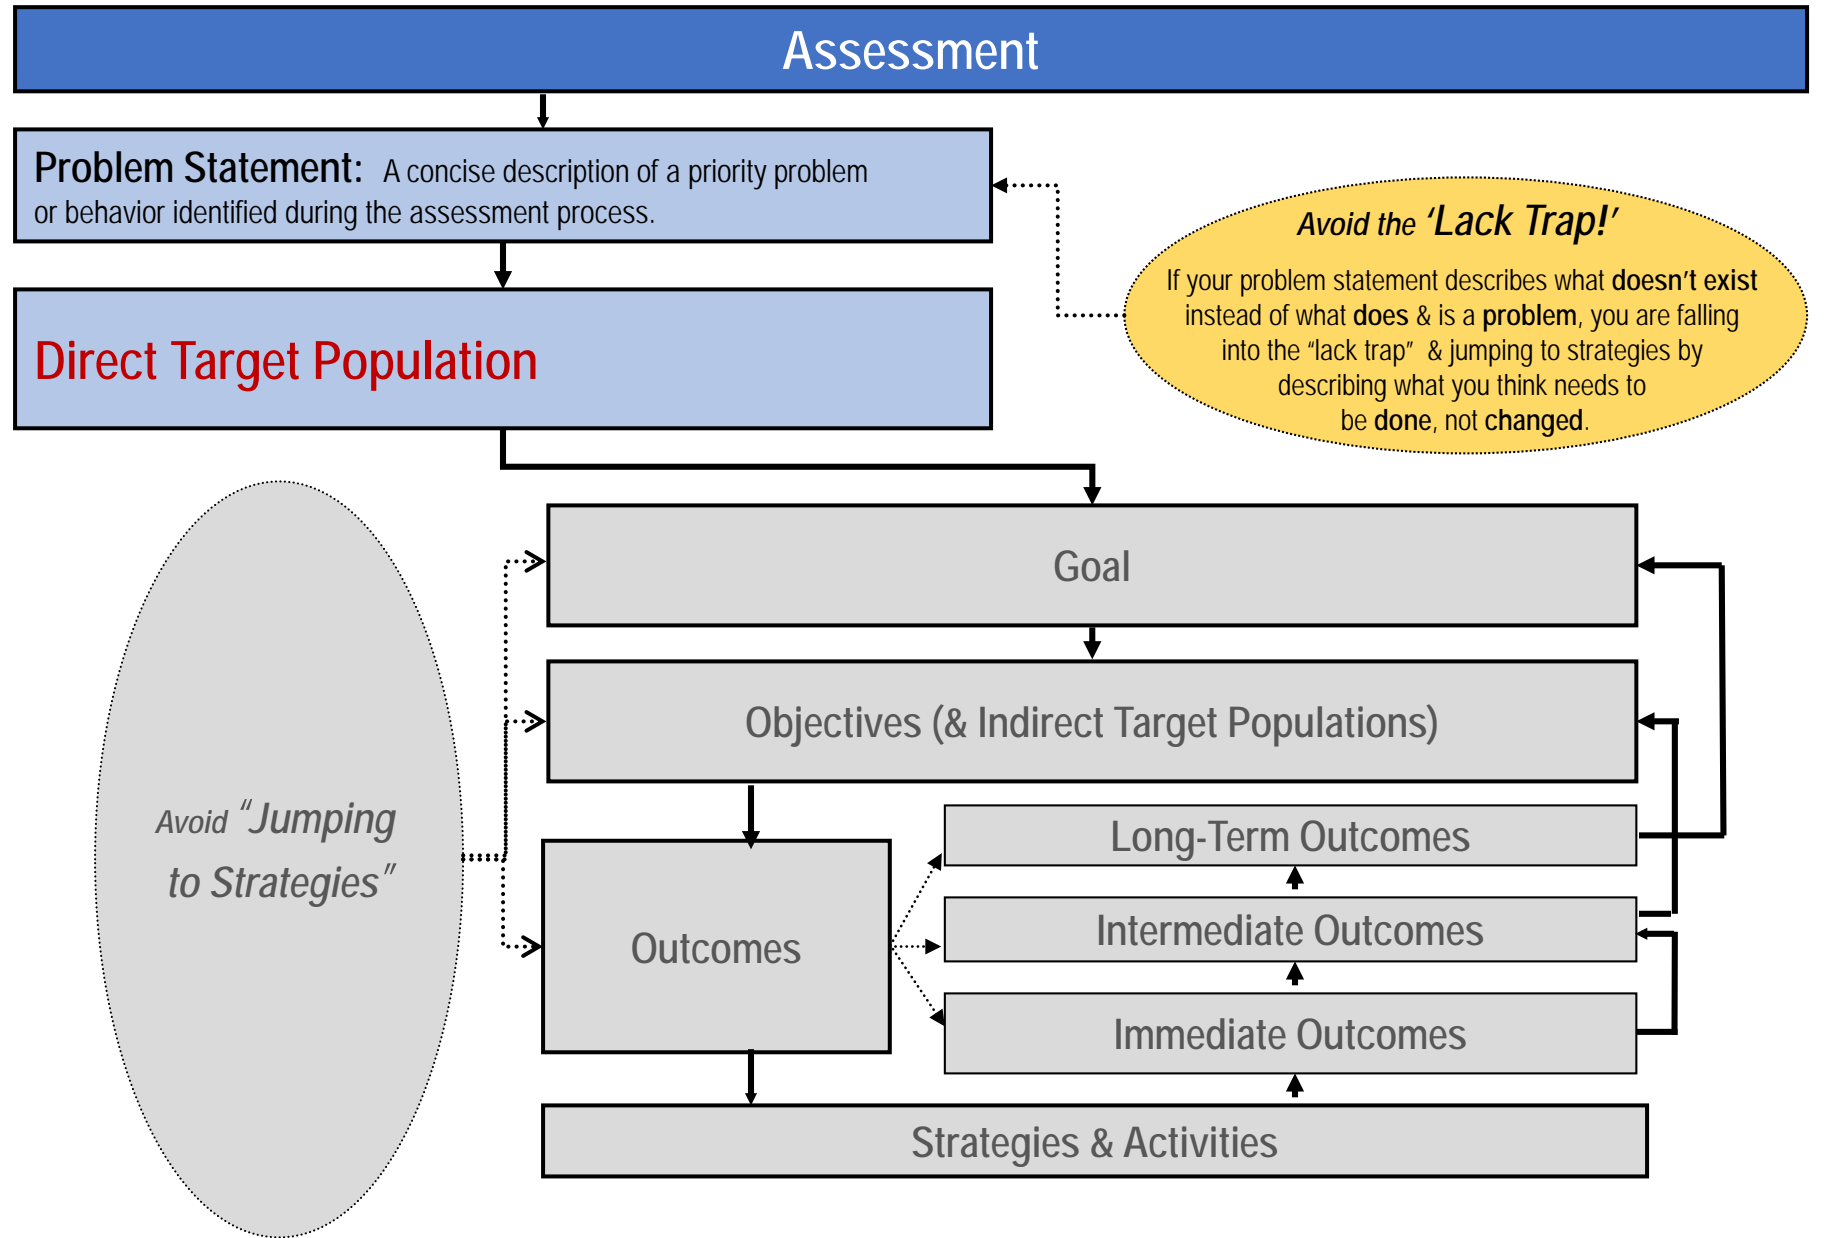 Assessment
Problem Statement: A concise description of a priority problem
or behavior identified during the assessment process.
Avoid the ‘Lack Trap!’
If your problem statement describes what doesn’t exist
instead of what does & is a problem, you are falling
into the “lack trap” & jumping to strategies by
describing what you think needs to
be done, not changed.
Direct Target Population
Goal
Objectives (& Indirect Target Populations)
Avoid “Jumping
to Strategies”
Outcomes
Long-Term Outcomes
Intermediate Outcomes
Immediate Outcomes
Strategies & Activities